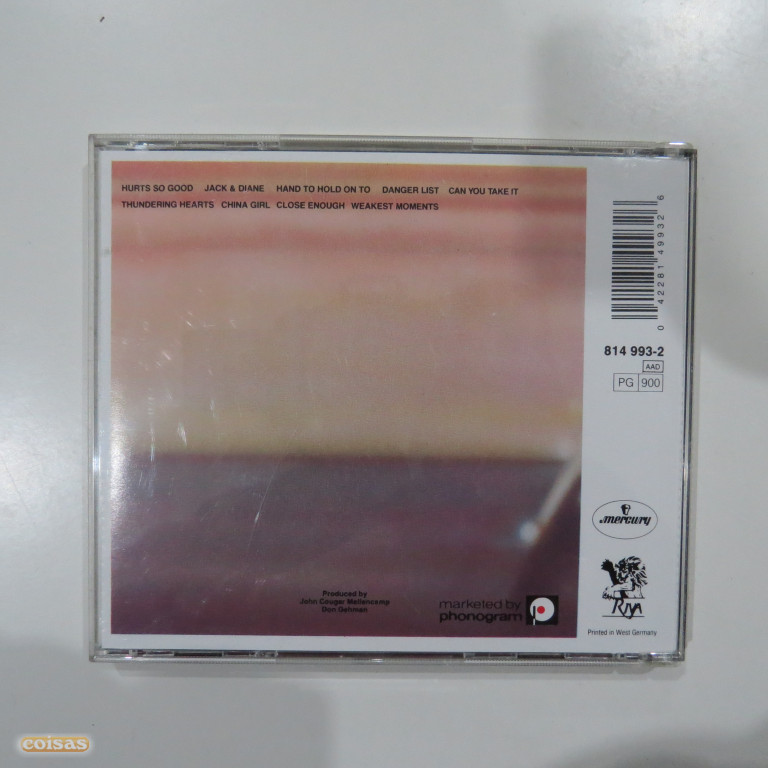 HURTS SO GOOD JACK & DIANE HAND TO HOLD ON TO DANGER LIST CAN YOU TAKE IT
THUNDERING HEARTS CHINA GIRL CLOSE ENOUGH WEAKEST MOMENTS
0 42281 49932 6
814 993-2
AAD
PG 900
mercury
RIVA
Printed in West Germany
Produced by
John Cougar Mellencamp
Don Gehman
marketed by
phonogram
coisas